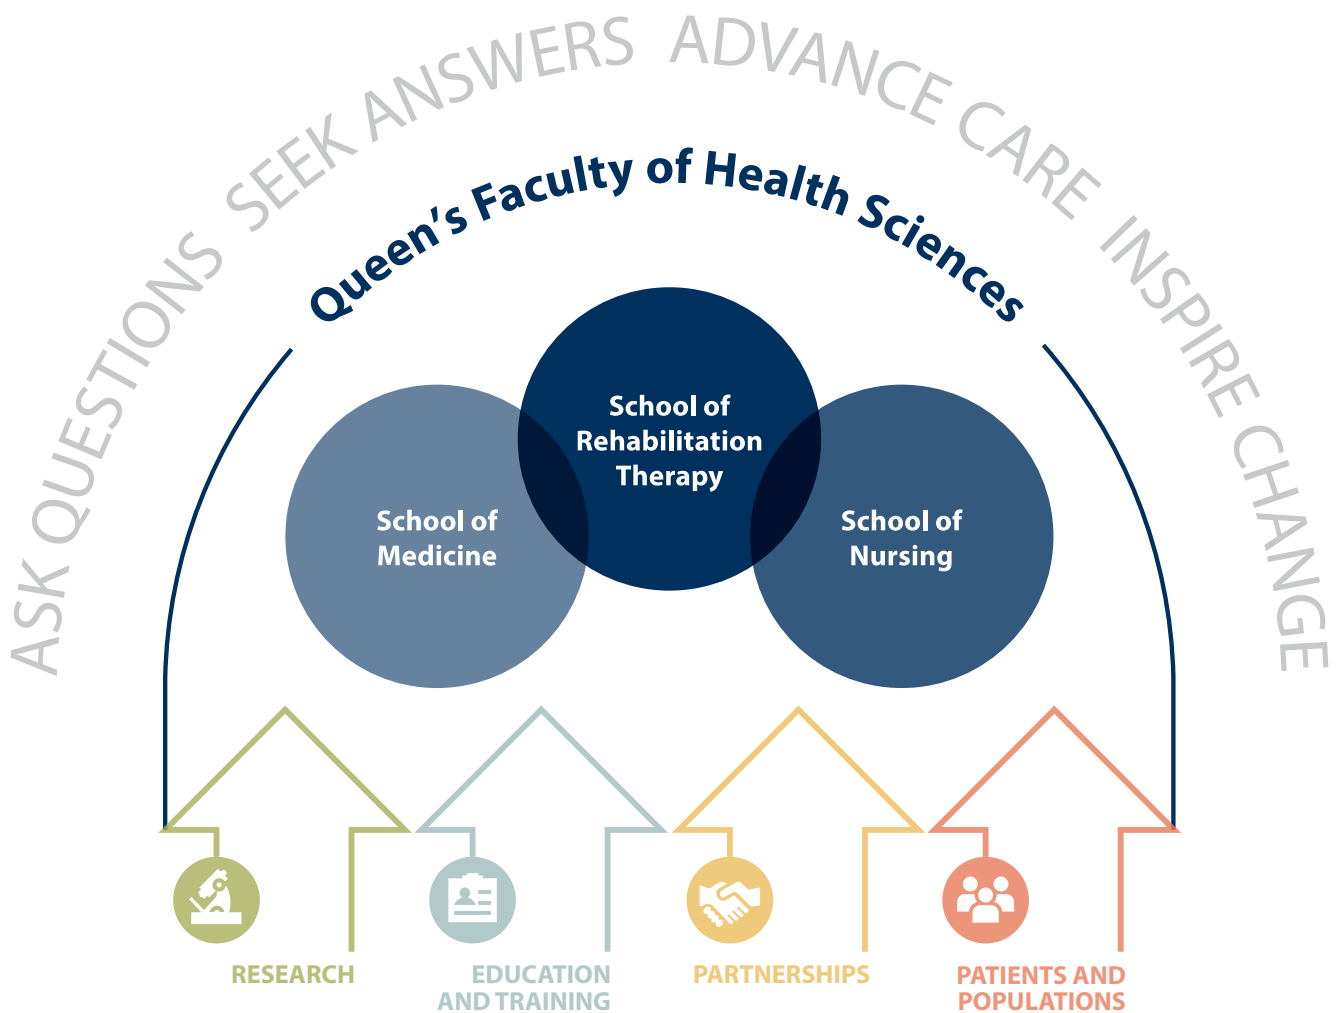 ASK QUESTIONS SEEK ANSWERS ADVANCE CARE INSPIRE CHANGE
Queen’s Faculty of Health Sciences
School of
Rehabilitation
Therapy
School of
Medicine
School of
Nursing
RESEARCH
EDUCATION
AND TRAINING
PARTNERSHIPS
PATIENTS AND
POPULATIONS